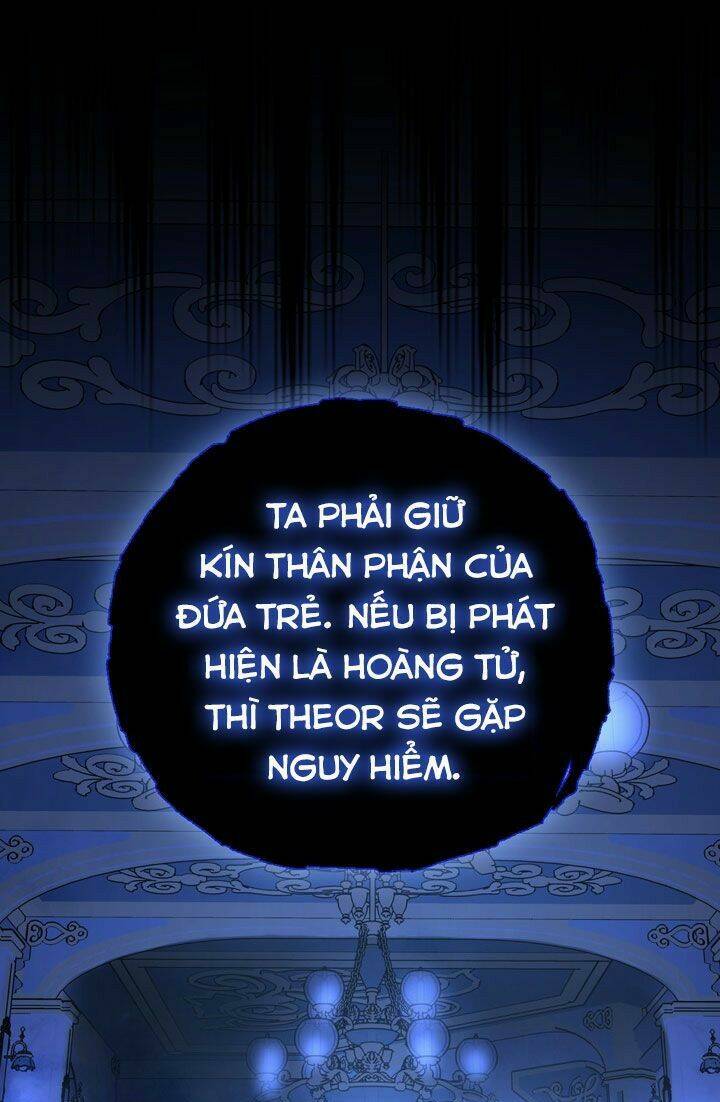 TA PHẢI GIỮ
KÍN THÂN PHẬN CỦA
ĐỨA TRẺ. NẾU BỊ PHÁT
HIỆN LÀ HOÀNG TỬ,
THÌ THEOR SẼ GẶP
NGUY HIỂM.